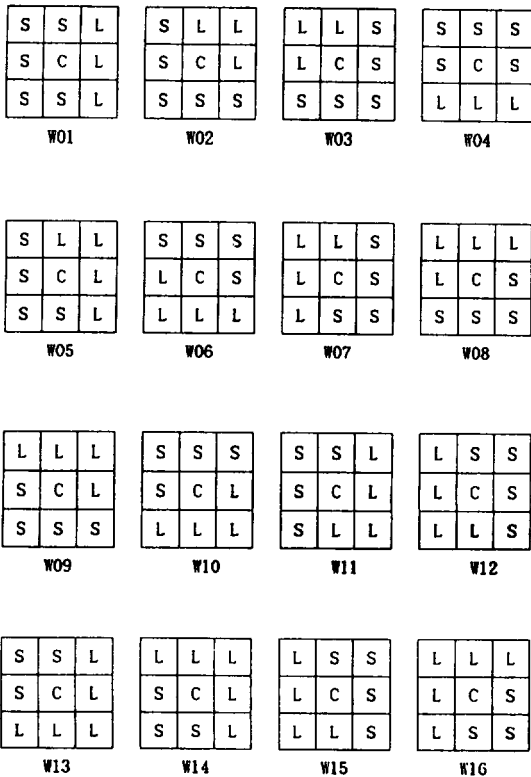 S S L S L L L L S S S S
S C L S C L L C S S C S
S S L S S S S S S L L L
W01 W02 W03 W04
S L L S S S L L S L L L
S C L L C S L C S L C S
S S L L L L L S S S S S
W05 W06 W07 W08
L L L S S S S S L L S S
S C L S C L S C L L C S
S S S L L L S L L L L S
W09 W10 W11 W12
S S L L L L L S S L L L
S C L S C L L C S L C S
L L L S S L L L S L S S
W13 W14 W15 W16